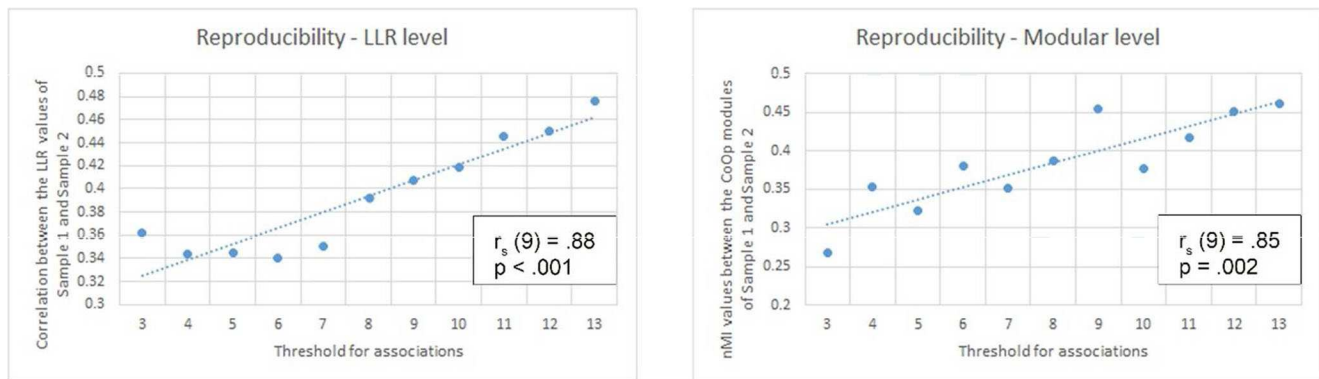 Reproducibility - LLR level
Correlation between the LLR values of
Sample 1 and Sample 2
0.5
0.48
0.46
0.44
0.42
0.4
0.38
0.36
0.34
0.32
0.3
3 4 5 6 7 8 9 10 11 12 13
Threshold for associations
rs (9) = .88
p < .001
Reproducibility - Modular level
nMI values between the CoOp modules
of Sample 1 and Sample 2
0.5
0.45
0.4
0.35
0.3
0.25
0.2
3 4 5 6 7 8 9 10 11 12 13
Threshold for associations
rs (9) = .85
p = .002